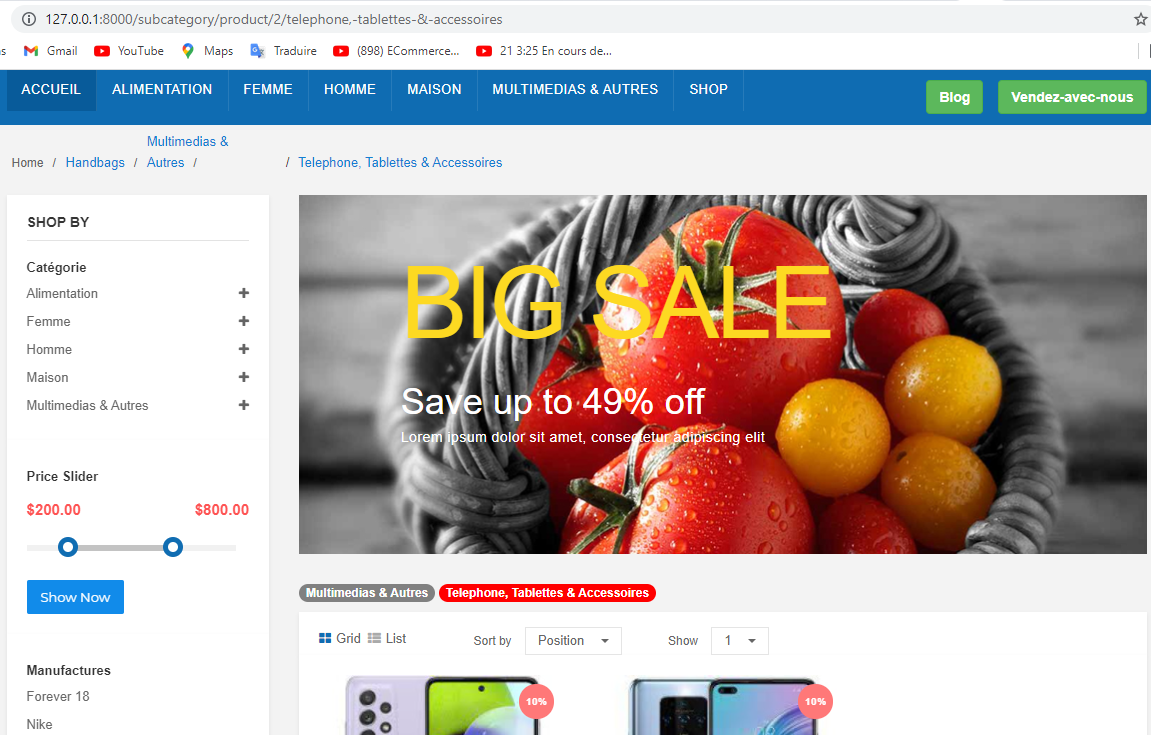 127.0.0.1:8000/subcategory/product/2/telephone,-tablettes-&-accessoires
Gmail YouTube Maps Traduire (898) ECommerce... 21 3:25 En cours de...
ACCUEIL ALIMENTATION FEMME HOMME MAISON MULTIMEDIAS & AUTRES SHOP Blog Vendez-avec-nous
Home / Handbags / Multimedias &
Autres / / Telephone, Tablettes & Accessoires
SHOP BY
Catégorie
Alimentation +
Femme +
Homme +
Maison +
Multimedias & Autres +
Price Slider
$200.00 $800.00
Show Now
Manufactures
Forever 18
Nike
BIG SALE
Save up to 49% off
Lorem ipsum dolor sit amet, consectetur adipiscing elit
Multimedias & Autres Telephone, Tablettes & Accessoires
Grid List Sort by Position Show 1
10% 10%